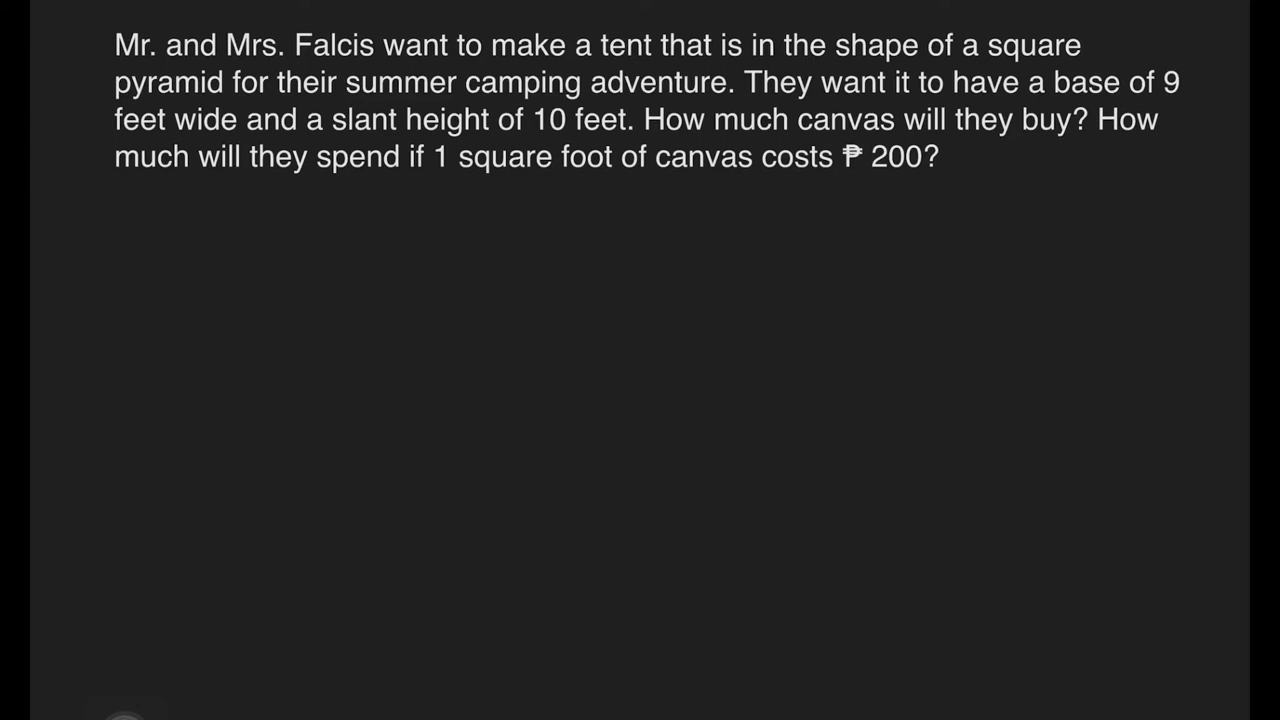 Mr. and Mrs. Falcis want to make a tent that is in the shape of a square
pyramid for their summer camping adventure. They want it to have a base of 9
feet wide and a slant height of 10 feet. How much canvas will they buy? How
much will they spend if 1 square foot of canvas costs ₱ 200?